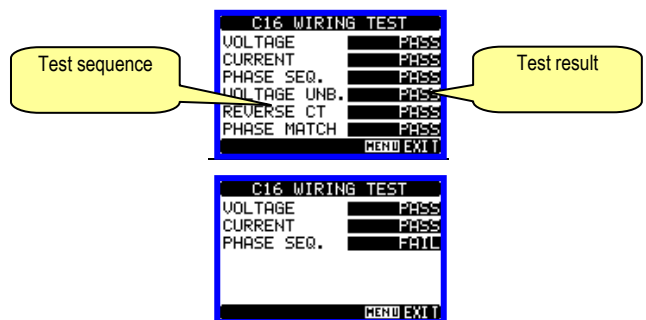 C16 WIRING TEST
VOLTAGE PASS
CURRENT PASS
PHASE SEQ. PASS
VOLTAGE UNB. PASS
REVERSE CT PASS
PHASE MATCH PASS
MENU EXIT
Test sequence
Test result
C16 WIRING TEST
VOLTAGE PASS
CURRENT PASS
PHASE SEQ. FAIL
MENU EXIT